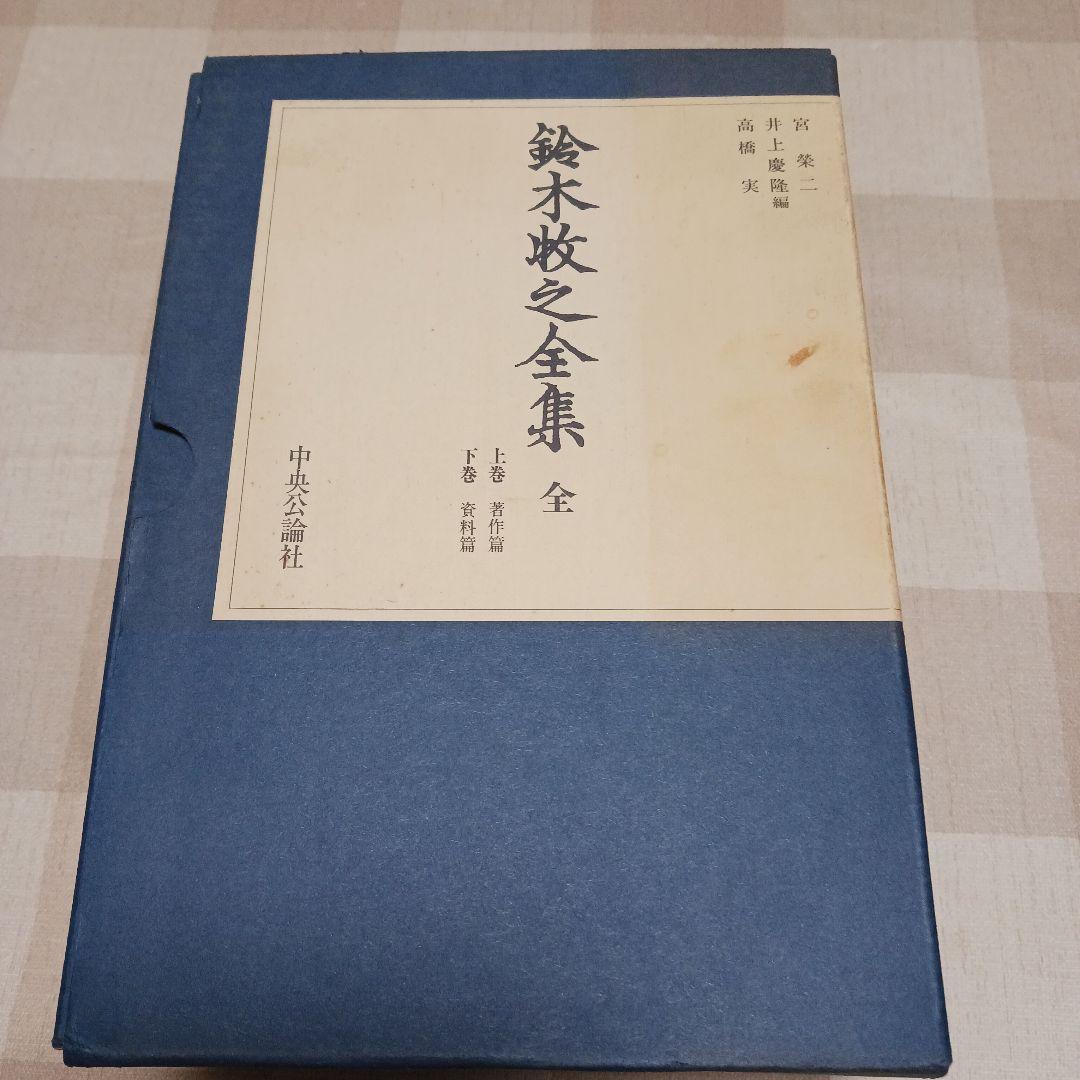 宮 榮二
井上慶隆編
高橋 実
鈴木牧之全集 全
上巻 著作篇
下巻 資料篇
中央公論社